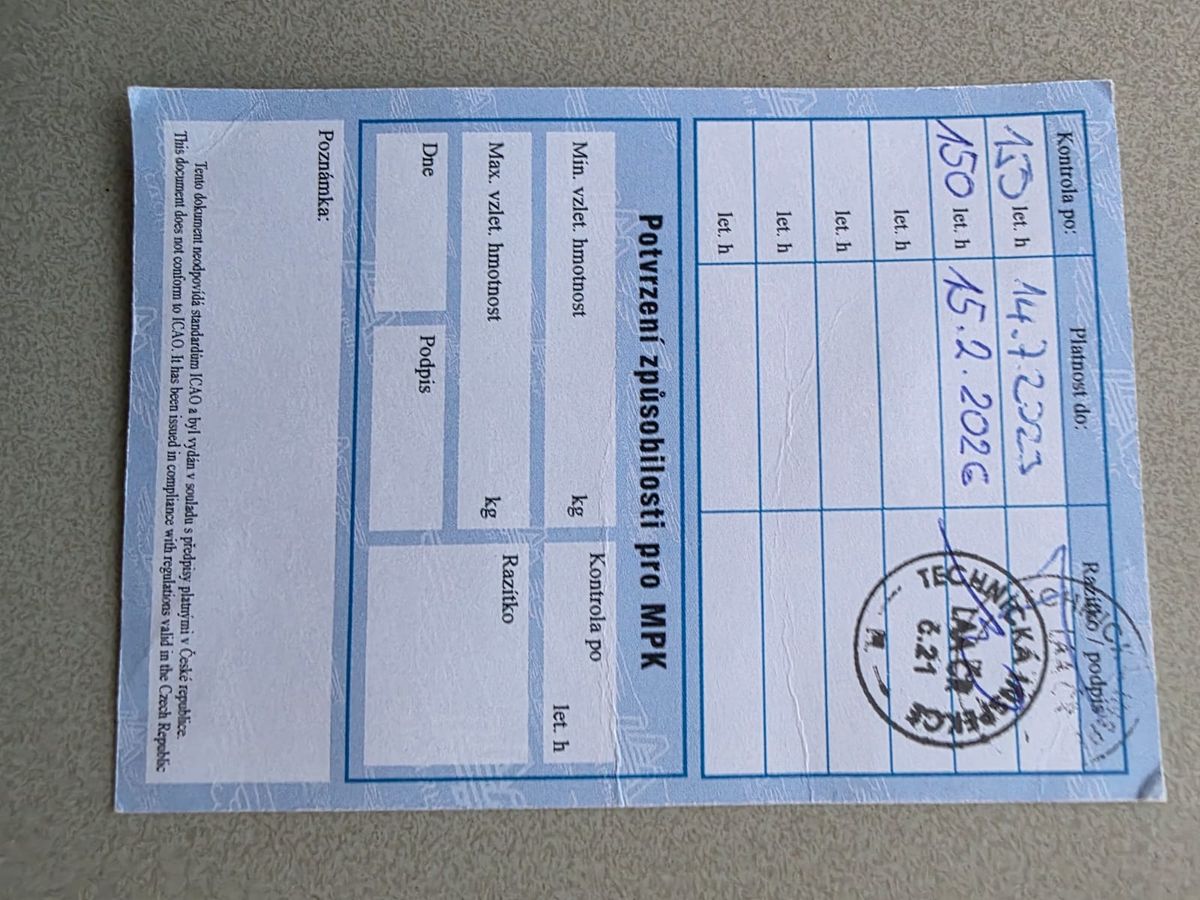 Kontrola po: Platnost do: Razítko / podpis
150 let. h 14.7.2023
150 let. h 15.2.2026
let. h
let. h
let. h
let. h
TECHNICKÁ
LAA ČR
č.21
Potvrzení způsobilosti pro MPK
Min. vzlet. hmotnost kg
Kontrola po let. h
Max. vzlet. hmotnost kg
Razítko
Dne
Podpis
Poznámka:
Tento dokument neodpovídá standardům ICAO a byl vydán v souladu s předpisy platnými v České republice.
This document does not conform to ICAO. It has been issued in compliance with regulations valid in the Czech Republic